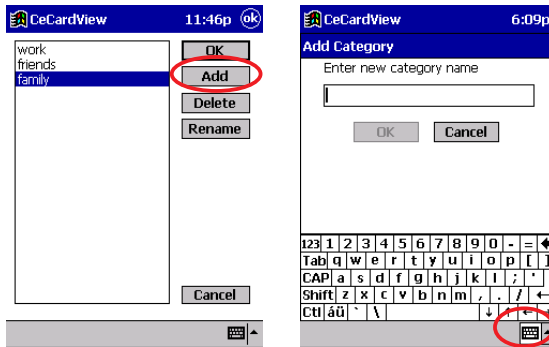 CeCardView 11:46p ok
work
friends
family
OK
Add
Delete
Rename
Cancel
CeCardView 6:09p
Add Category
Enter new category name
OK Cancel
123 1 2 3 4 5 6 7 8 9 0 - =
Tab q w e r t y u i o p [ ]
CAP a s d f g h j k l ; '
Shift z x c v b n m , . / ←
Ctl áü ` \ ↓ ↑ ← →